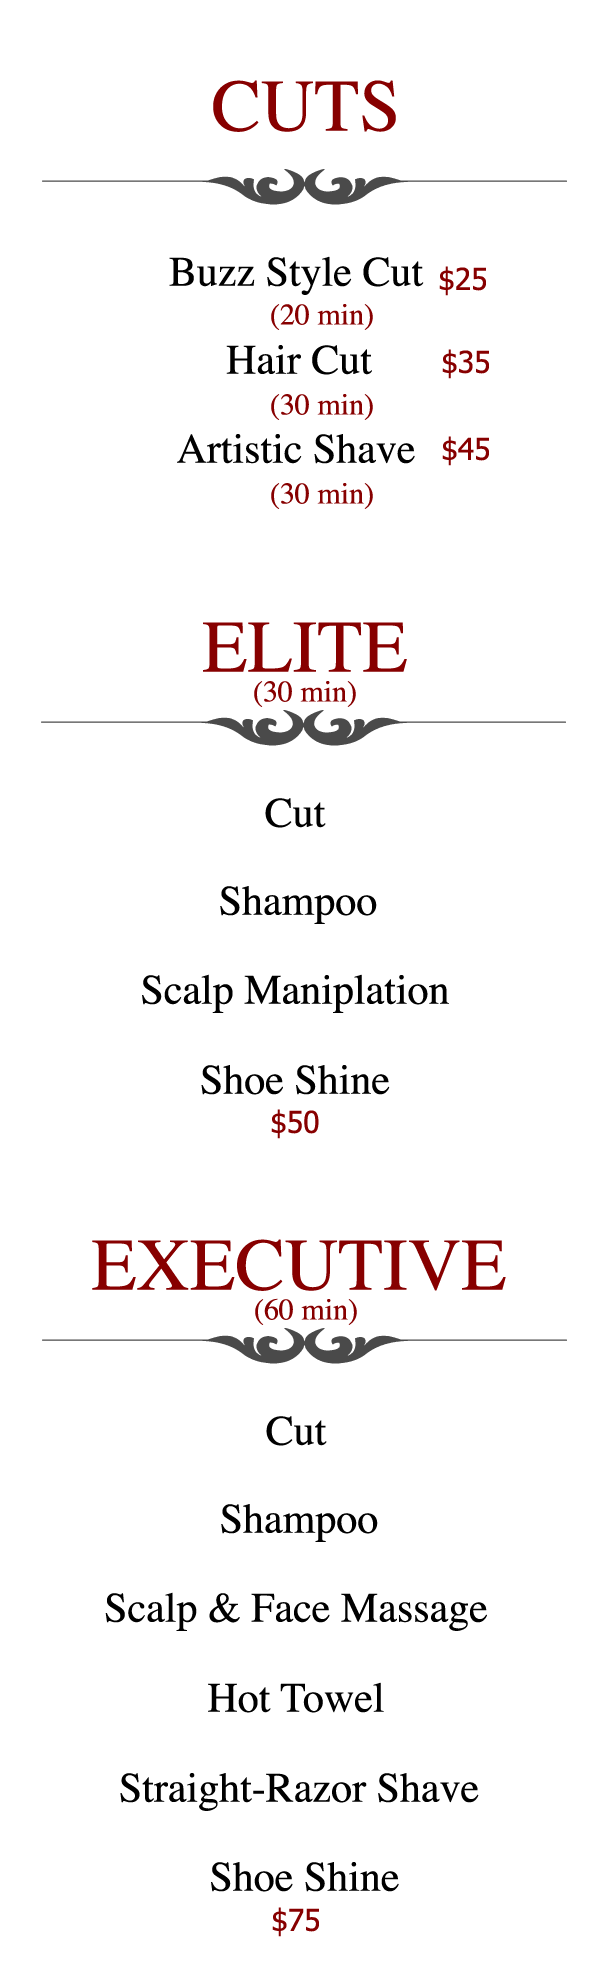 CUTS
Buzz Style Cut $25
(20 min)
Hair Cut $35
(30 min)
Artistic Shave $45
(30 min)
ELITE
(30 min)
Cut
Shampoo
Scalp Maniplation
Shoe Shine
$50
EXECUTIVE
(60 min)
Cut
Shampoo
Scalp & Face Massage
Hot Towel
Straight-Razor Shave
Shoe Shine
$75